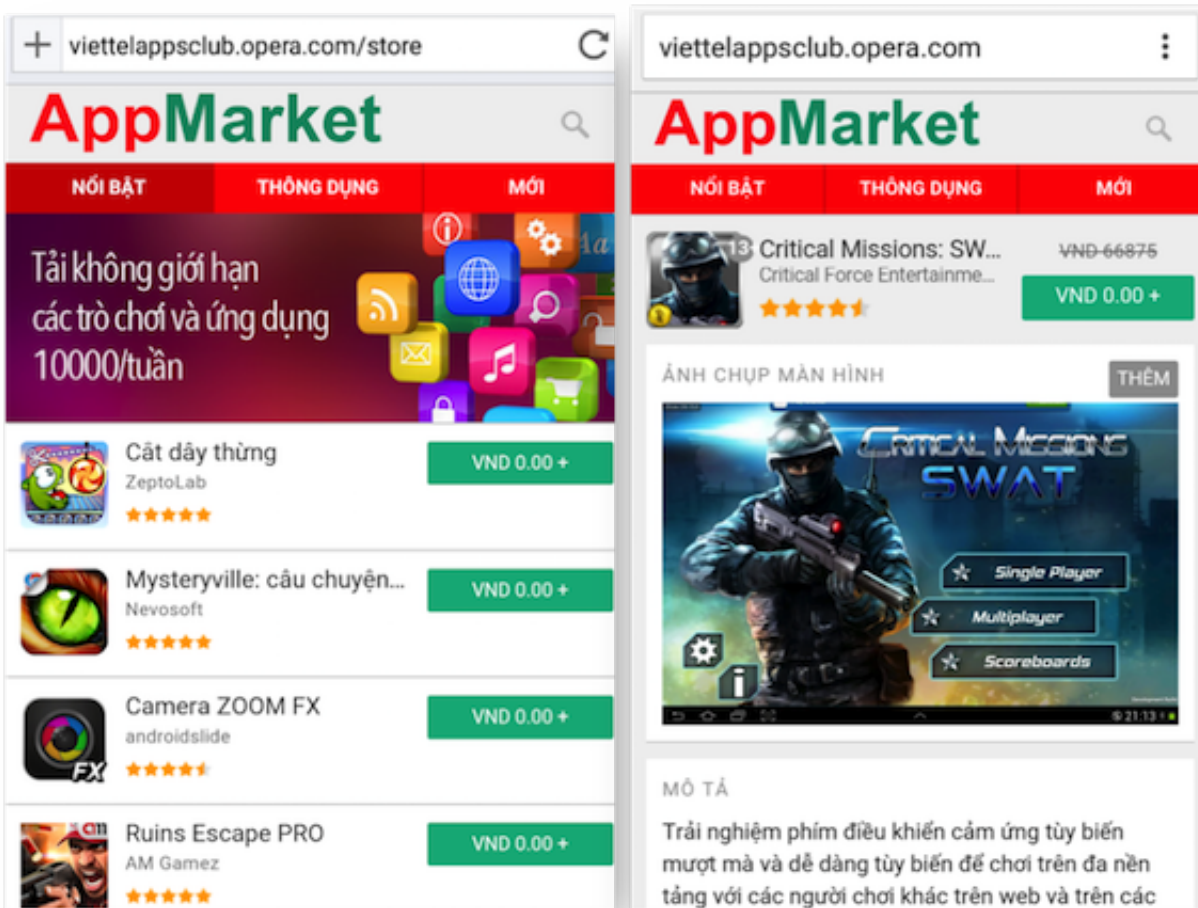 viettelappsclub.opera.com/store
AppMarket
NỔI BẬT
THÔNG DỤNG
MỚI
Tải không giới hạn
các trò chơi và ứng dụng
10000/tuần
Aa
Cắt dây thừng
ZeptoLab
VND 0.00 +
Mysteryville: câu chuyện...
Nevosoft
VND 0.00 +
FX
Camera ZOOM FX
androidslide
VND 0.00 +
Ruins Escape PRO
AM Gamez
VND 0.00 +
viettelappsclub.opera.com
AppMarket
NỔI BẬT
THÔNG DỤNG
MỚI
13
Critical Missions: SW...
Critical Force Entertainme...
VND 66875
VND 0.00 +
ẢNH CHỤP MÀN HÌNH
THÊM
CRITICAL MISSIONS
SWAT
Single Player
Multiplayer
Scoreboards
21:13
MÔ TẢ
Trải nghiệm phím điều khiển cảm ứng tùy biến
mượt mà và dễ dàng tùy biến để chơi trên đa nền
tảng với các người chơi khác trên web và trên các